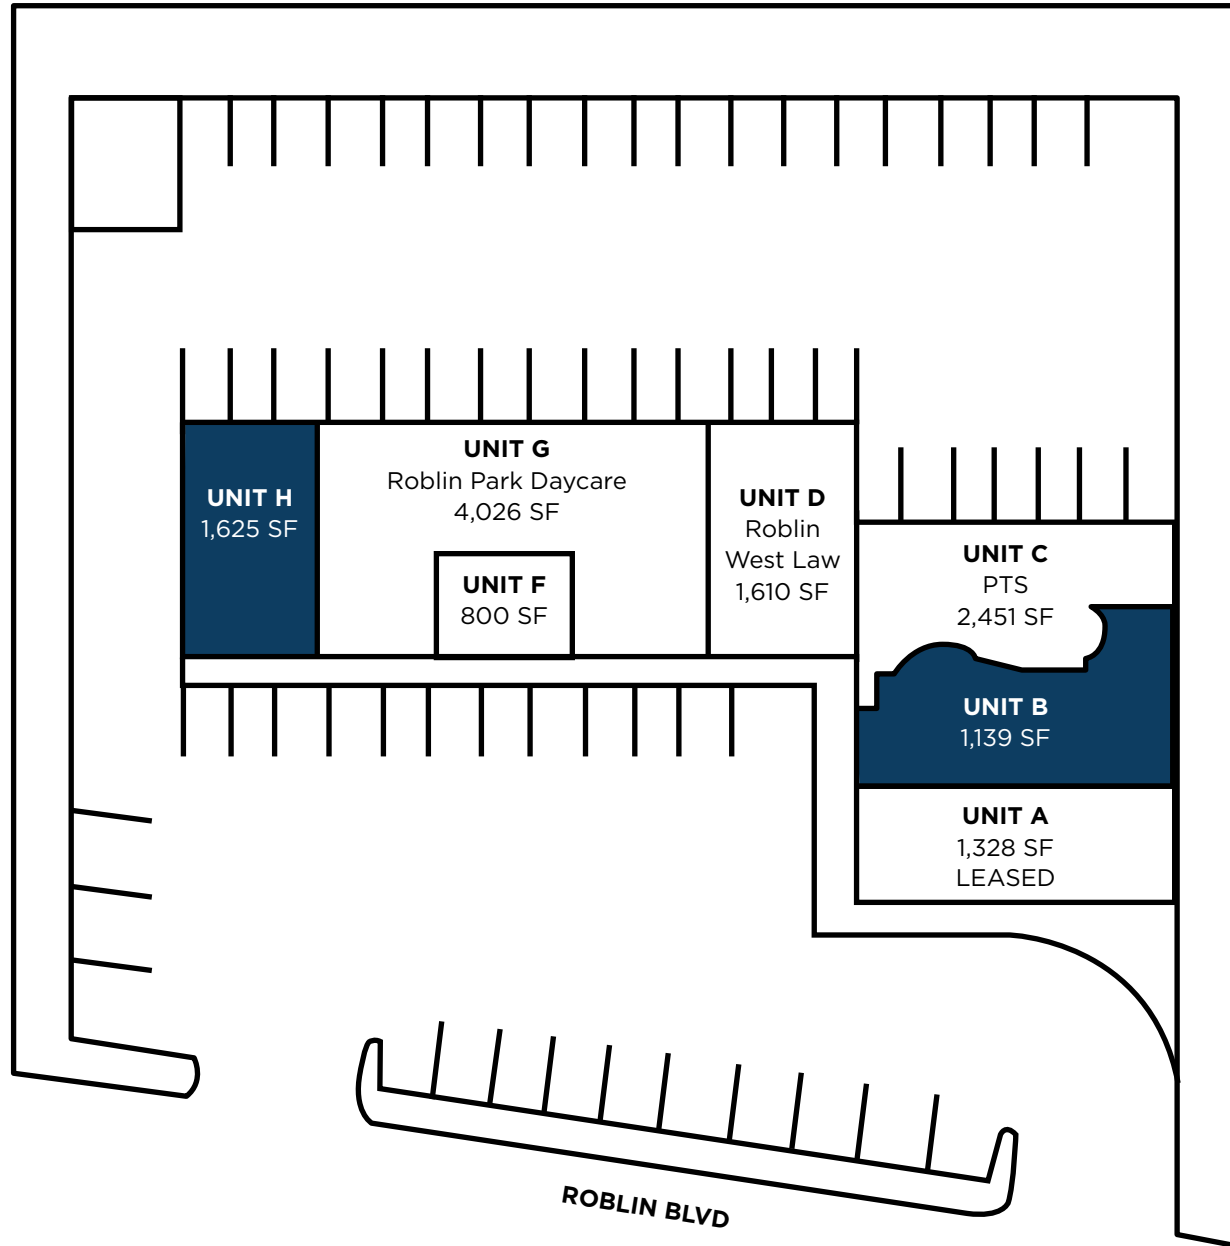 UNIT H
1,625 SF
UNIT G
Roblin Park Daycare
4,026 SF
UNIT F
800 SF
UNIT D
Roblin
West Law
1,610 SF
UNIT C
PTS
2,451 SF
UNIT B
1,139 SF
UNIT A
1,328 SF
LEASED
ROBLIN BLVD